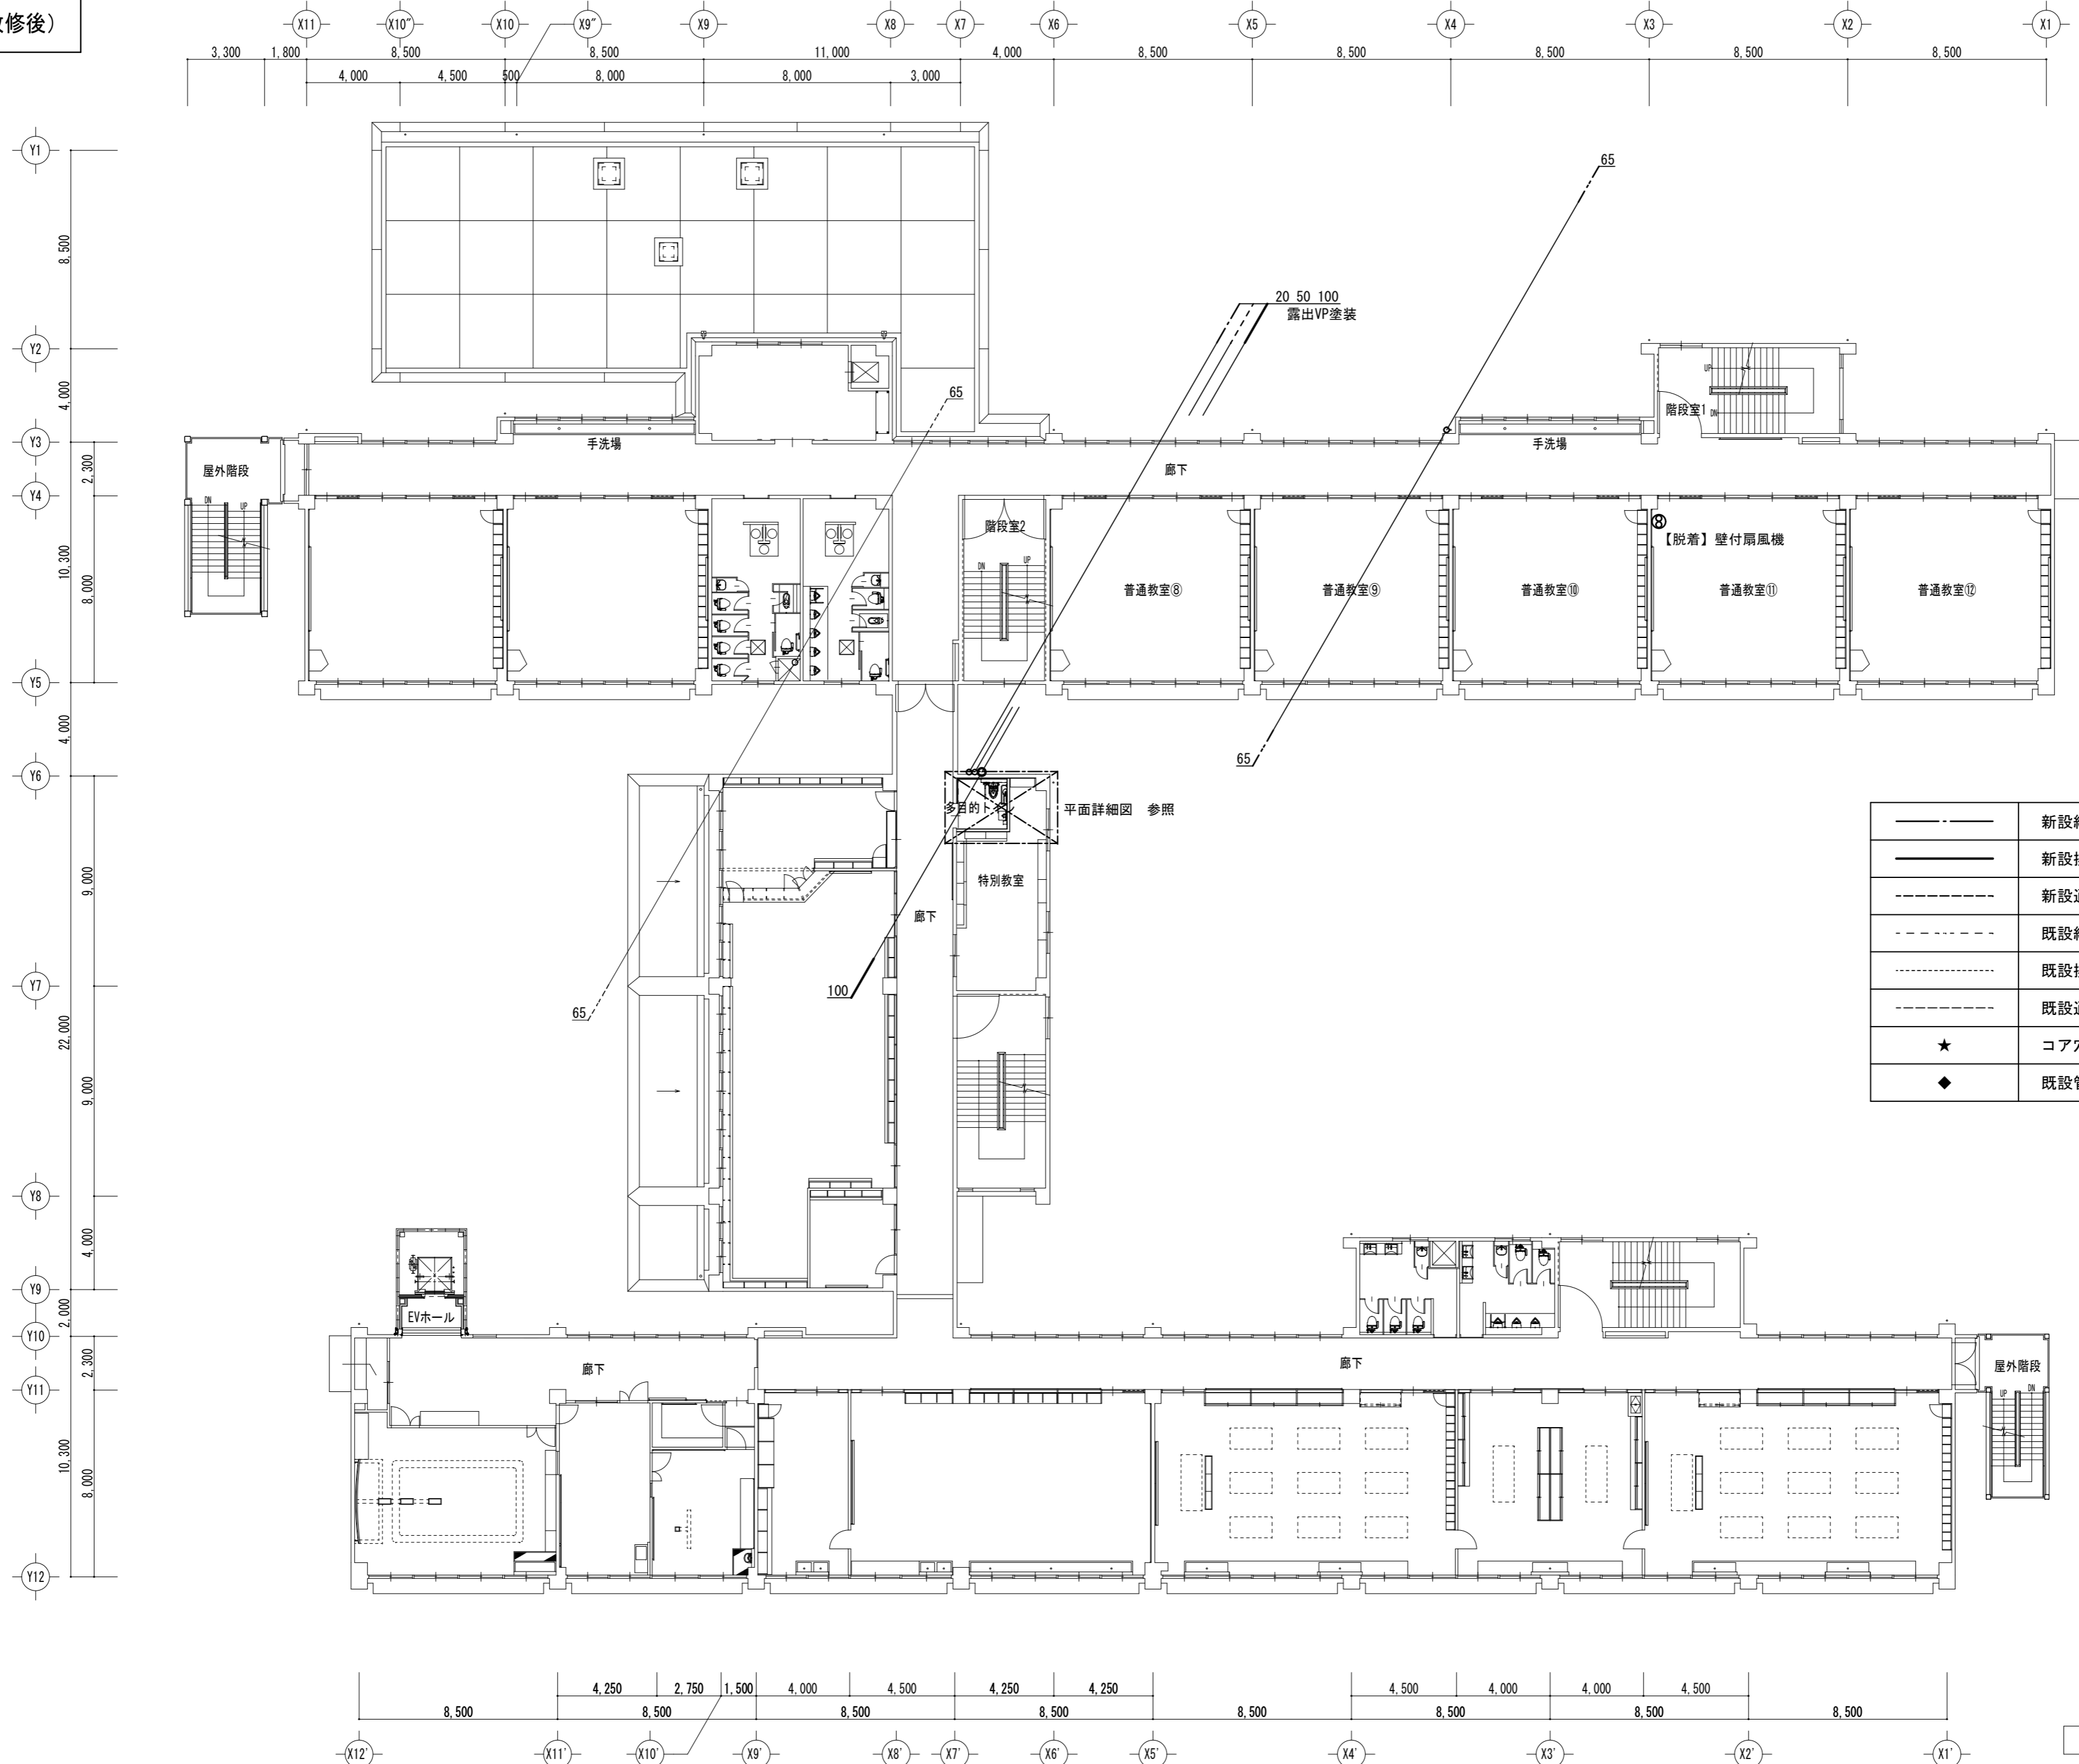 改修後）
X11 X10" X10 X9" X9 X8 X7 X6 X5 X4 X3 X2 X1
3,300 1,800 8,500 8,500 11,000 4,000 8,500 8,500 8,500 8,500 8,500
4,000 4,500 500 8,000 8,000 3,000
Y1
65
8,500
20 50 100
露出VP塗装
Y2
4,000
65
UP
階段室1
DN
Y3
手洗場
手洗場
2,300
屋外階段
廊下
Y4
DN UP
階段室2
【脱着】壁付扇風機
10,300
8,000
DN UP
普通教室⑧
普通教室⑨
普通教室⑩
普通教室⑪
普通教室⑫
Y5
4,000
65
Y6
多目的ト
平面詳細図　参照
新設
新設
9,000
特別教室
新設
廊下
既設
既設
Y7
100
65
既設
22,000
★ コア
◆ 既設
9,000
Y8
4,000
Y9
2,000
EVホール
Y10
2,300
廊下
廊下
屋外階段
Y11
UP DN
10,300
8,000
Y12
4,250 2,750 1,500 4,000 4,500 4,250 4,250 4,500 4,000 4,000 4,500
8,500 8,500 8,500 8,500 8,500 8,500 8,500 8,500
X12' X11' X10' X9' X8' X7' X6' X5' X4' X3' X2' X1'